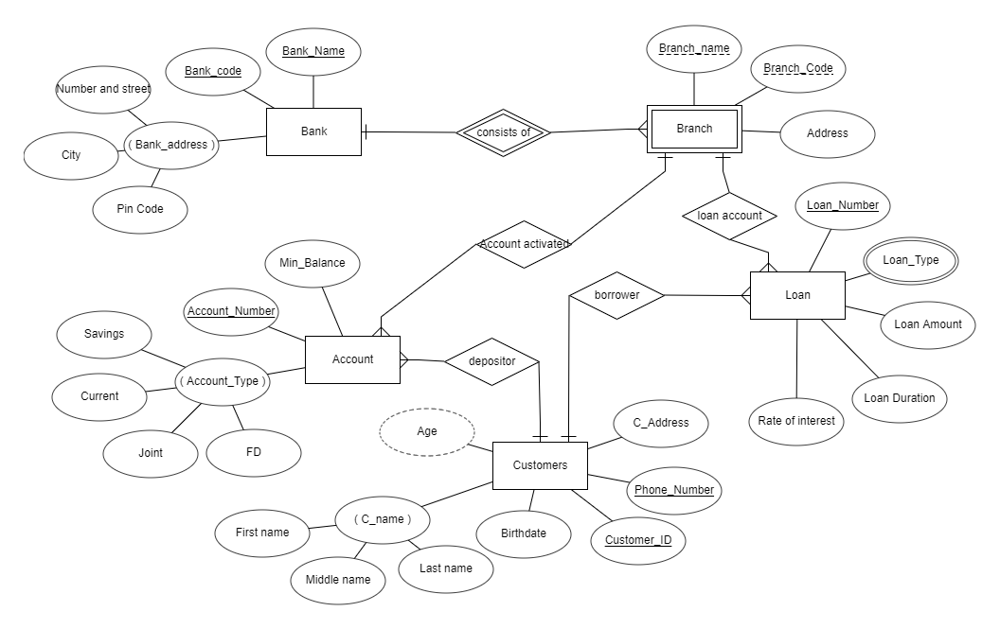 Branch_name
Bank_Name
Bank_code
Branch_Code
Number and street
Bank
consists of
Branch
Address
( Bank_address )
City
Pin Code
Loan_Number
loan account
Account activated
Loan_Type
Min_Balance
borrower
Loan
Account_Number
Loan Amount
Savings
Account
depositor
( Account_Type )
Current
Loan Duration
Rate of interest
C_Address
Age
Joint
FD
Customers
Phone_Number
( C_name )
First name
Birthdate
Customer_ID
Last name
Middle name